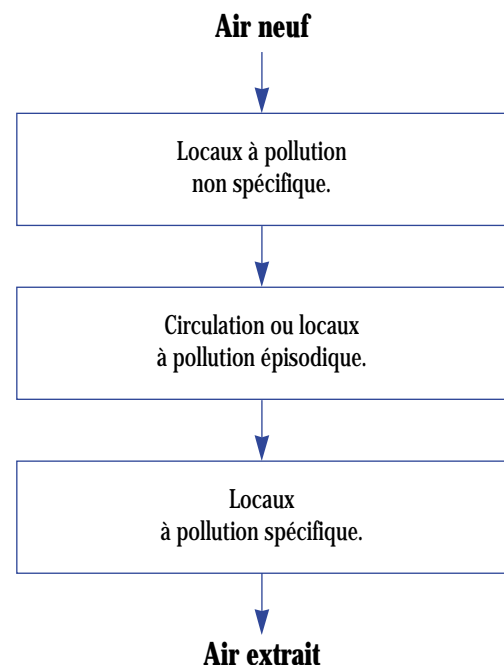 Air neuf
Locaux à pollution
non spécifique.
Circulation ou locaux
à pollution épisodique.
Locaux
à pollution spécifique.
Air extrait